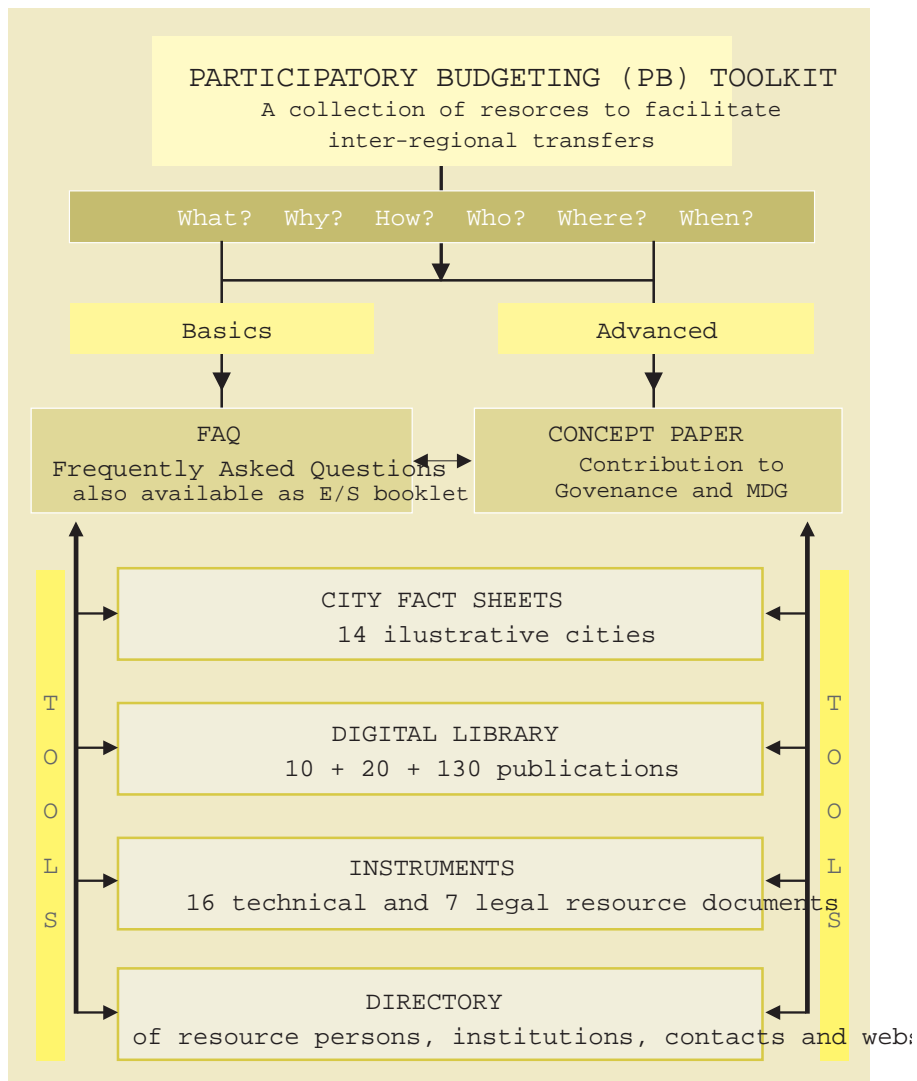 PARTICIPATORY BUDGETING (PB) TOOLKIT
A collection of resorces to facilitate
inter-regional transfers
What? Why? How? Who? Where? When?
Basics
Advanced
FAQ
Frequently Asked Questions
also available as E/S booklet
CONCEPT PAPER
Contribution to
Govenance and MDG
TOOLS
CITY FACT SHEETS
14 ilustrative cities
DIGITAL LIBRARY
10 + 20 + 130 publications
INSTRUMENTS
16 technical and 7 legal resource documents
DIRECTORY
of resource persons, institutions, contacts and webs
TOOLS